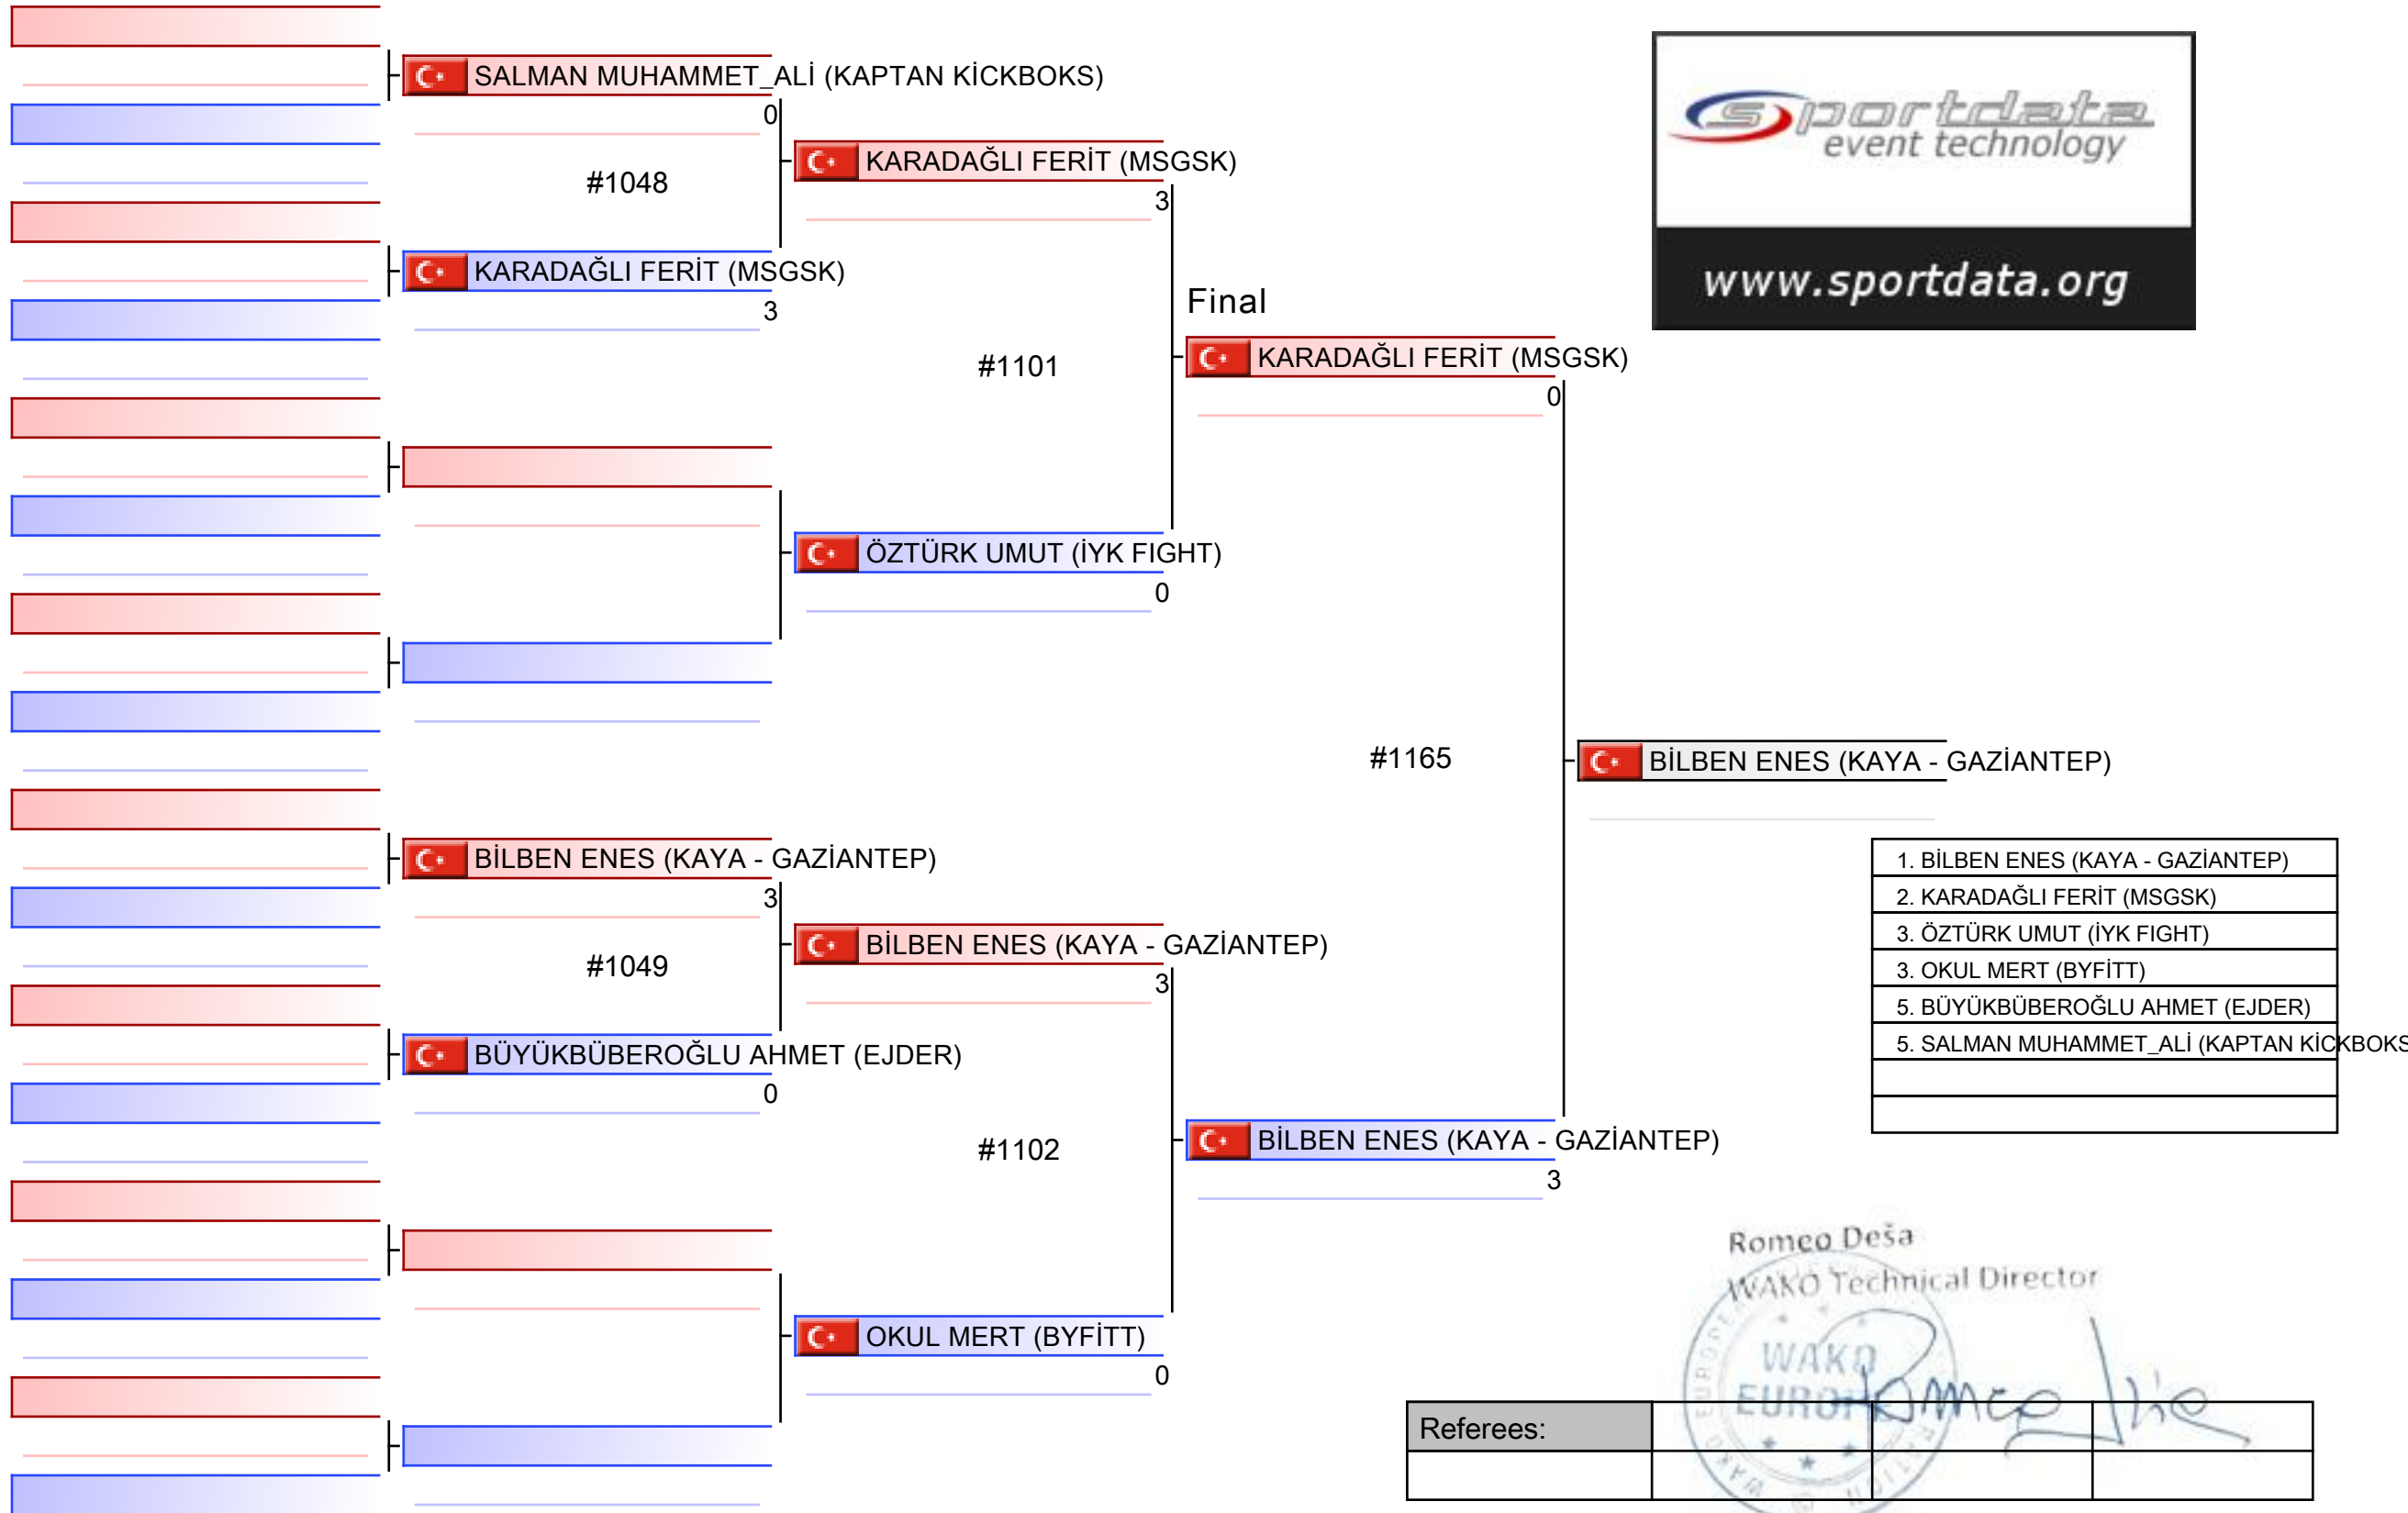 SALMAN MUHAMMET_ALİ (KAPTAN KİCKBOKS)
0
#1048
KARADAĞLI FERİT (MSGSK)
3
KARADAĞLI FERİT (MSGSK)
3
#1101
ÖZTÜRK UMUT (İYK FIGHT)
0
Final
KARADAĞLI FERİT (MSGSK)
0
#1165
BİLBEN ENES (KAYA - GAZİANTEP)
BİLBEN ENES (KAYA - GAZİANTEP)
3
#1049
BÜYÜKBÜBEROĞLU AHMET (EJDER)
0
BİLBEN ENES (KAYA - GAZİANTEP)
3
#1102
OKUL MERT (BYFİTT)
0
BİLBEN ENES (KAYA - GAZİANTEP)
3
sportdata
event technology
www.sportdata.org
1. BİLBEN ENES (KAYA - GAZİANTEP)
2. KARADAĞLI FERİT (MSGSK)
3. ÖZTÜRK UMUT (İYK FIGHT)
3. OKUL MERT (BYFİTT)
5. BÜYÜKBÜBEROĞLU AHMET (EJDER)
5. SALMAN MUHAMMET_ALİ (KAPTAN KİCKBOKS
Romeo Deša
WAKO Technical Director
WAKO
EUROPE
Referees: